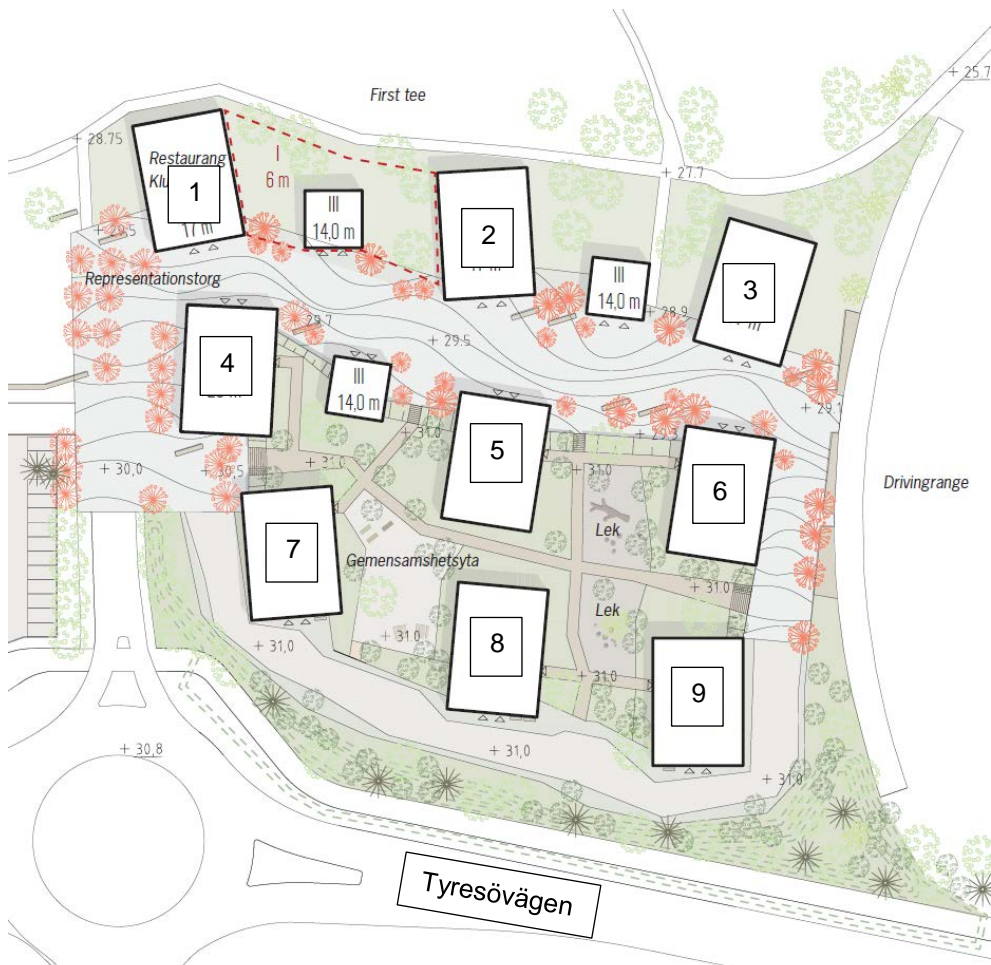 First tee
+ 25.7
+ 28.75
Restaurang
1
17 m
I
6 m
III
14,0 m
+ 27.7
2
III
14,0 m
3
+ 29.5
Representationstorg
29.7
+ 29.5
+ 28.9
4
III
14,0 m
+ 29.1
+ 31.0
5
+ 30,0
+ 30,5
+ 31.0
+ 31.0
6
Drivingrange
7
Lek
Gemensamshetsyta
+ 31.0
Lek
+ 31,0
+ 31.0
8
+ 31.0
9
+ 30,8
+ 31,0
+ 31.0
Tyresövägen